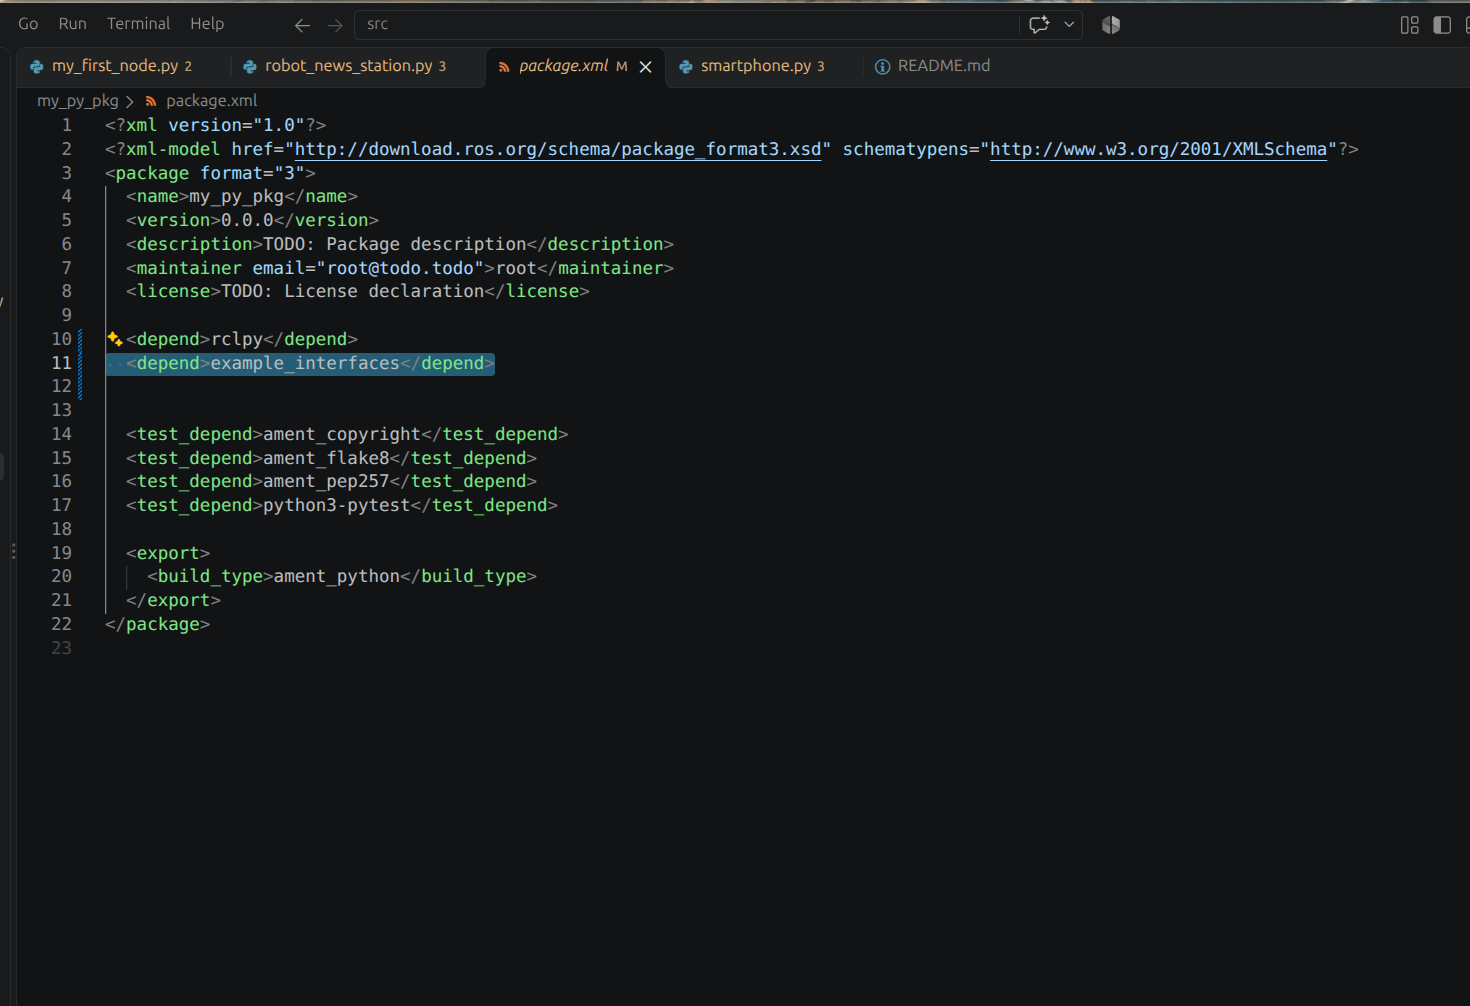 Go Run Terminal Help src
my_first_node.py 2 robot_news_station.py 3 package.xml M smartphone.py 3 README.md
my_py_pkg > package.xml
1 <?xml version="1.0"?>
2 <?xml-model href="http://download.ros.org/schema/package_format3.xsd" schematypens="http://www.w3.org/2001/XMLSchema"?>
3 <package format="3">
4   <name>my_py_pkg</name>
5   <version>0.0.0</version>
6   <description>TODO: Package description</description>
7   <maintainer email="root@todo.todo">root</maintainer>
8   <license>TODO: License declaration</license>
9
10   <depend>rclpy</depend>
11   <depend>example_interfaces</depend>
12
13
14   <test_depend>ament_copyright</test_depend>
15   <test_depend>ament_flake8</test_depend>
16   <test_depend>ament_pep257</test_depend>
17   <test_depend>python3-pytest</test_depend>
18
19   <export>
20     <build_type>ament_python</build_type>
21   </export>
22 </package>
23